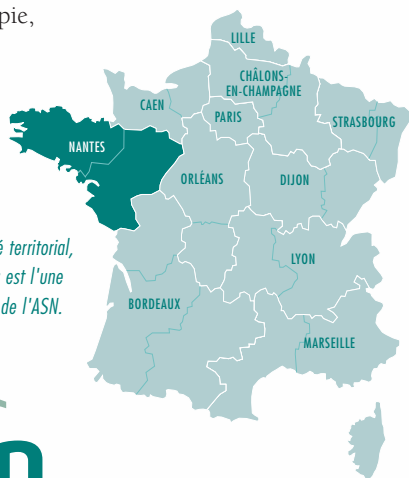 pie,
LILLE
CHÂLONS-
EN-CHAMPAGNE
CAEN
PARIS
STRASBOURG
NANTES
ORLÉANS
DIJON
é territorial,
est l'une
de l'ASN.
LYON
BORDEAUX
MARSEILLE
n